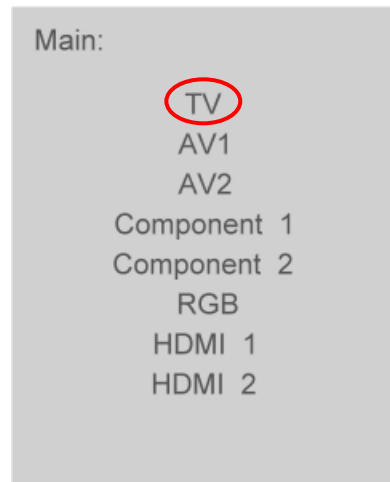 Main:
TV
AV1
AV2
Component 1
Component 2
RGB
HDMI 1
HDMI 2